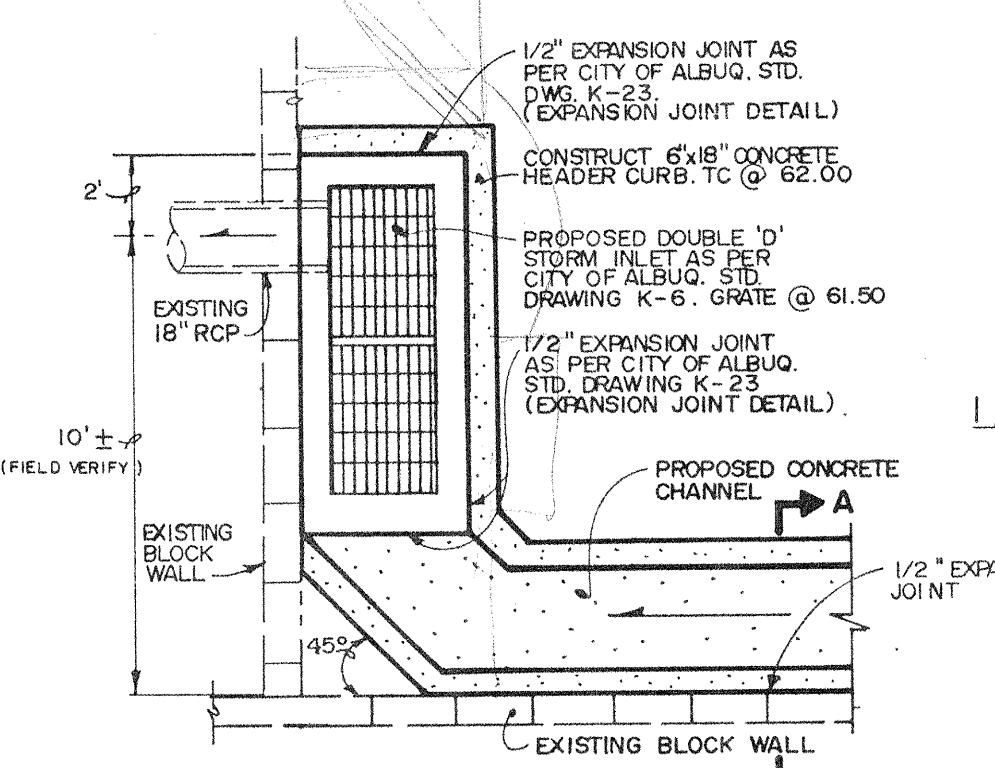 1/2" EXPANSION JOINT AS
PER CITY OF ALBUQ. STD.
DWG. K-23.
(EXPANSION JOINT DETAIL)
CONSTRUCT 6"x18" CONCRETE
HEADER CURB. TC @ 62.00
2'
PROPOSED DOUBLE 'D'
STORM INLET AS PER
CITY OF ALBUQ. STD.
DRAWING K-6. GRATE @ 61.50
EXISTING
18" RCP
1/2" EXPANSION JOINT
AS PER CITY OF ALBUQ.
STD. DRAWING K-23
(EXPANSION JOINT DETAIL)
10' ±
(FIELD VERIFY)
PROPOSED CONCRETE
CHANNEL
A
EXISTING
BLOCK
WALL
1/2" EXPA
JOINT
45°
EXISTING BLOCK WALL